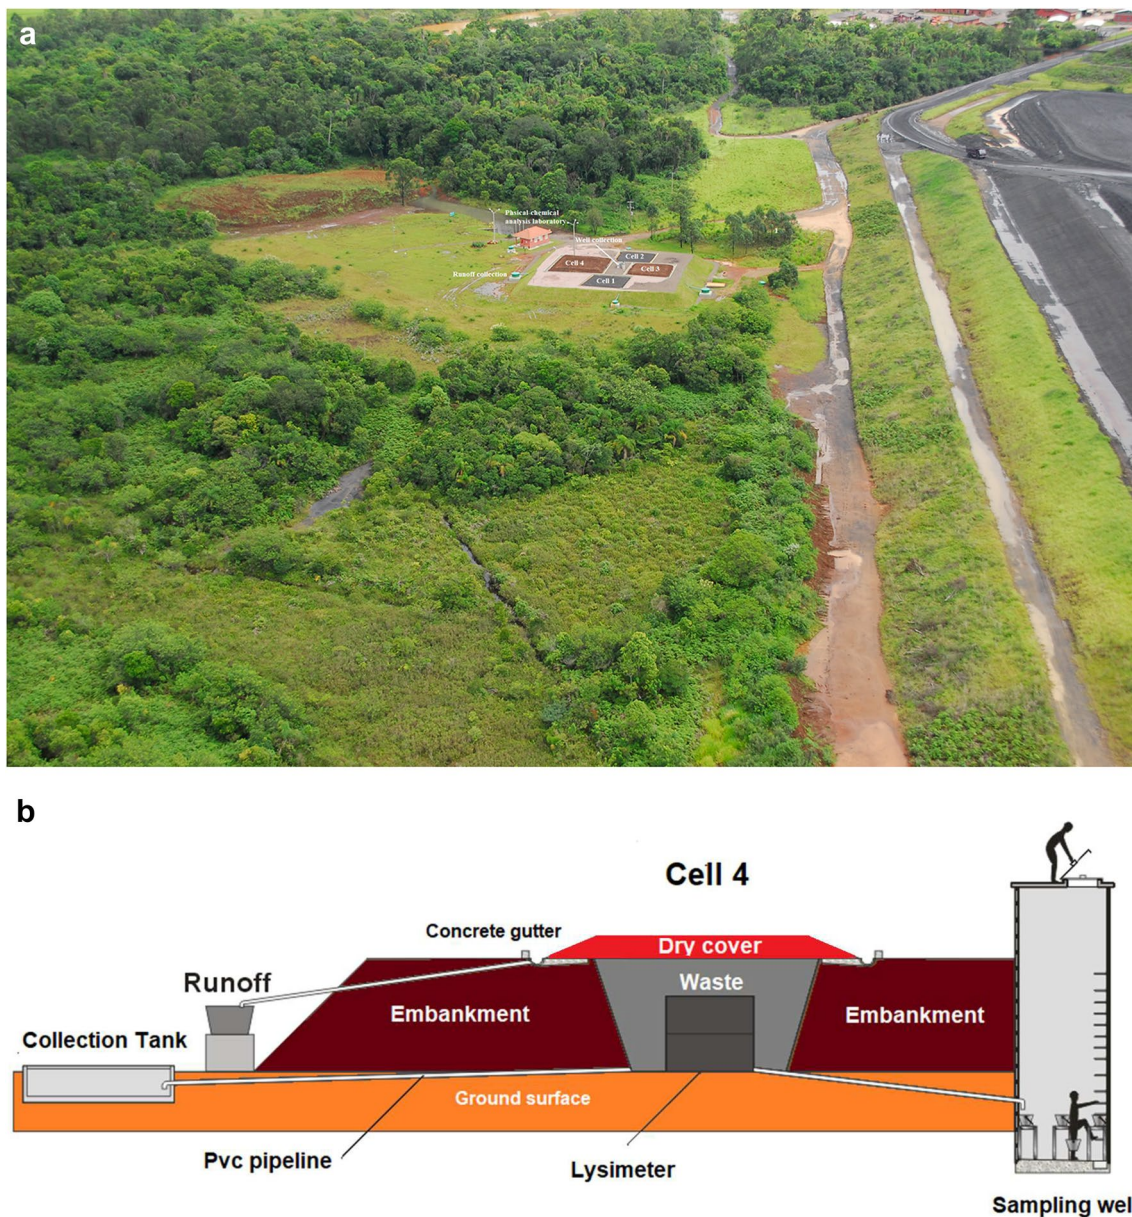 a
Phsical-chemical
analysis laboratory
Well collection
Cell 2
Cell 4
Cell 3
Runoff collection
Cell 1
b
Cell 4
Concrete gutter
Dry cover
Runoff
Waste
Embankment
Embankment
Collection Tank
Ground surface
Pvc pipeline
Lysimeter
Sampling wel